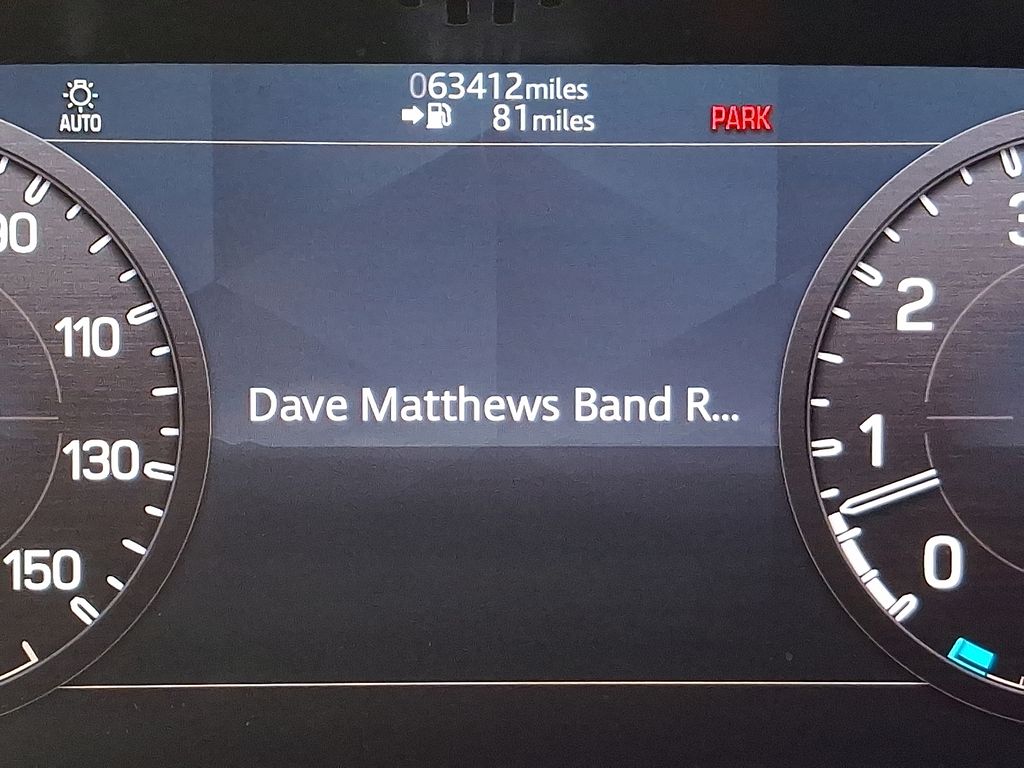 063412miles
AUTO
81miles
PARK
90
110
130
150
Dave Matthews Band R...
3
2
1
0